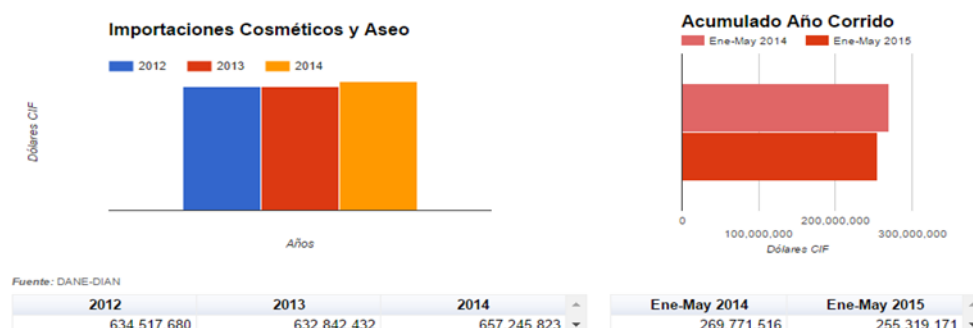 Importaciones Cosméticos y Aseo
2012 2013 2014
Dólares CIF
Años
Acumulado Año Corrido
Ene-May 2014 Ene-May 2015
0 200,000,000
100,000,000 300,000,000
Dólares CIF
Fuente: DANE-DIAN
2012 2013 2014
634,517,680 632,842,432 657,245,823
Ene-May 2014 Ene-May 2015
269,771,516 255,319,171